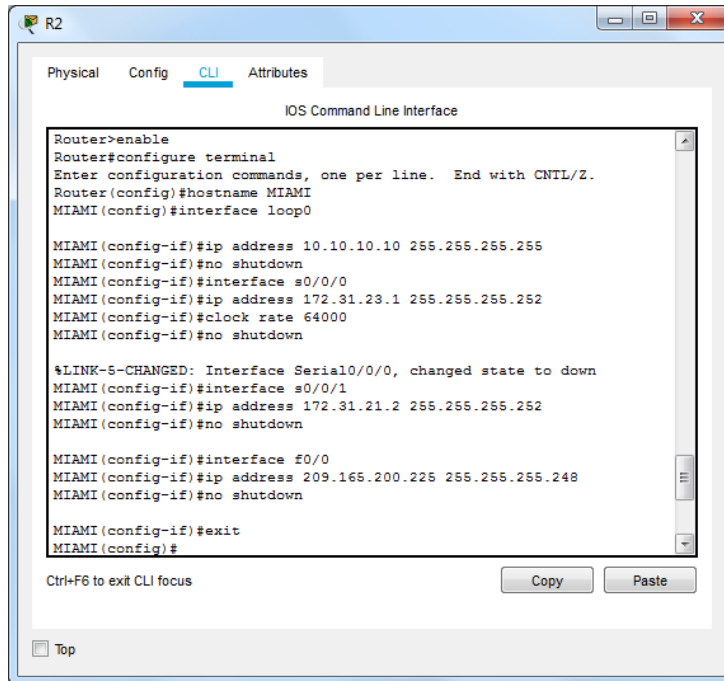 R2
Physical Config CLI Attributes
IOS Command Line Interface
Router>enable
Router#configure terminal
Enter configuration commands, one per line.  End with CNTL/Z.
Router(config)#hostname MIAMI
MIAMI(config)#interface loop0
MIAMI(config-if)#ip address 10.10.10.10 255.255.255.255
MIAMI(config-if)#no shutdown
MIAMI(config-if)#interface s0/0/0
MIAMI(config-if)#ip address 172.31.23.1 255.255.255.252
MIAMI(config-if)#clock rate 64000
MIAMI(config-if)#no shutdown
%LINK-5-CHANGED: Interface Serial0/0/0, changed state to down
MIAMI(config-if)#interface s0/0/1
MIAMI(config-if)#ip address 172.31.21.2 255.255.255.252
MIAMI(config-if)#no shutdown
MIAMI(config-if)#interface f0/0
MIAMI(config-if)#ip address 209.165.200.225 255.255.255.248
MIAMI(config-if)#no shutdown
MIAMI(config-if)#exit
MIAMI(config)#
Ctrl+F6 to exit CLI focus Copy Paste
Top